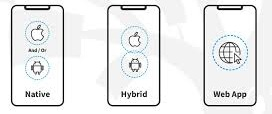 And / Or
Native
Hybrid
Web App